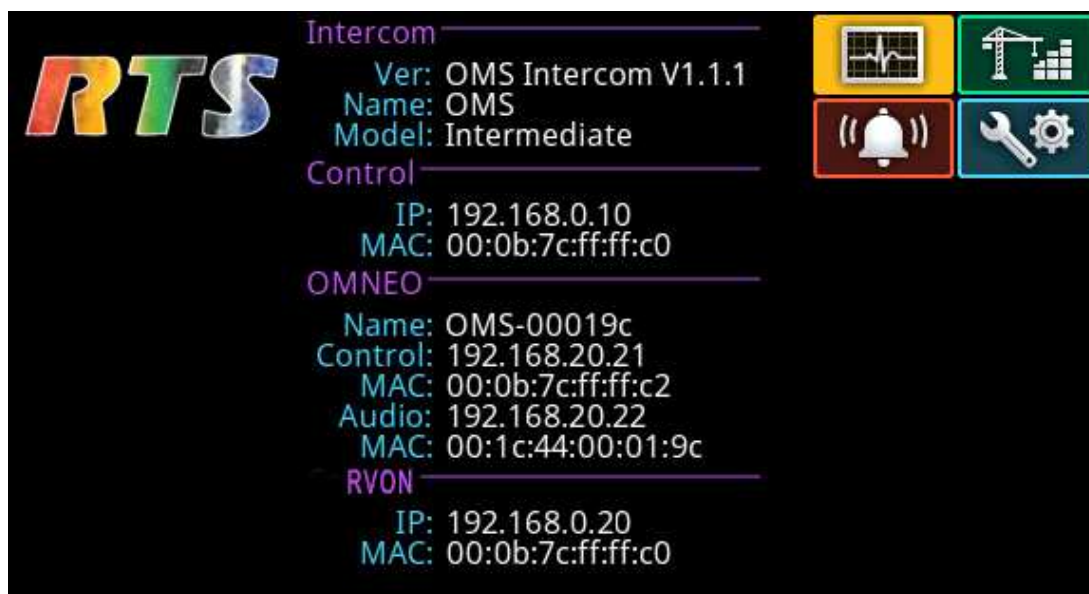 RTS
Intercom
Ver: OMS Intercom V1.1.1
Name: OMS
Model: Intermediate
Control
IP: 192.168.0.10
MAC: 00:0b:7c:ff:ff:c0
OMNEO
Name: OMS-00019c
Control: 192.168.20.21
MAC: 00:0b:7c:ff:ff:c2
Audio: 192.168.20.22
MAC: 00:1c:44:00:01:9c
RVON
IP: 192.168.0.20
MAC: 00:0b:7c:ff:ff:c0